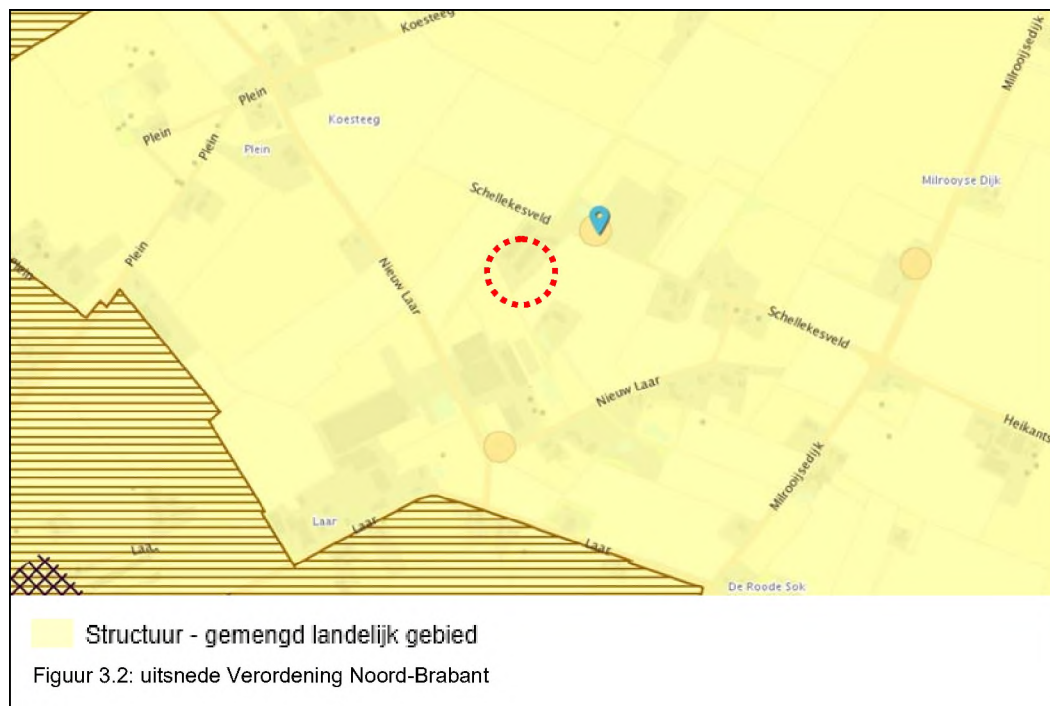 Koesteeg
Milrooijsedijk
Plein
Koesteeg
Plein
Plein
Plein
Milrooyse Dijk
Schellekesveld
Plein
Plein
Nieuw Laar
Schellekesveld
Nieuw Laar
Heikants
Milrooijsedijk
Laar
Laar
Laar
De Roode Sok
Structuur - gemengd landelijk gebied
Figuur 3.2: uitsnede Verordening Noord-Brabant